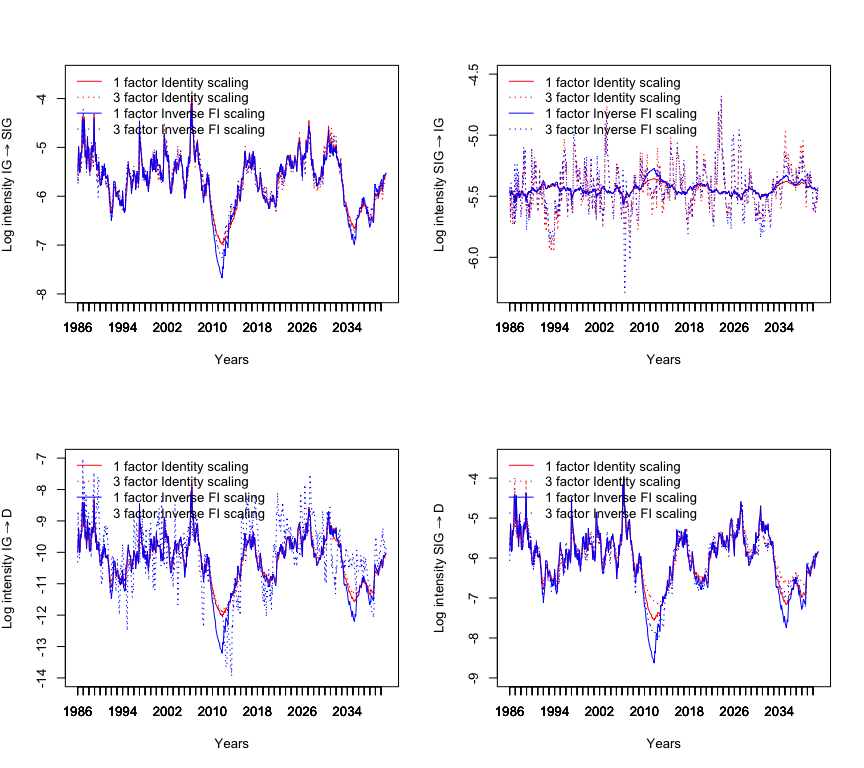 1 factor Identity scaling
3 factor Identity scaling
1 factor Inverse FI scaling
3 factor Inverse FI scaling
Log intensity IG → SIG
-4
-5
-6
-7
-8
1986 1994 2002 2010 2018 2026 2034
Years
1 factor Identity scaling
3 factor Identity scaling
1 factor Inverse FI scaling
3 factor Inverse FI scaling
Log intensity SIG → IG
-4.5
-5.0
-5.5
-6.0
1986 1994 2002 2010 2018 2026 2034
Years
1 factor Identity scaling
3 factor Identity scaling
1 factor Inverse FI scaling
3 factor Inverse FI scaling
Log intensity IG → D
-7
-8
-9
-10
-11
-12
-13
-14
1986 1994 2002 2010 2018 2026 2034
Years
1 factor Identity scaling
3 factor Identity scaling
1 factor Inverse FI scaling
3 factor Inverse FI scaling
Log intensity SIG → D
-4
-5
-6
-7
-8
-9
1986 1994 2002 2010 2018 2026 2034
Years